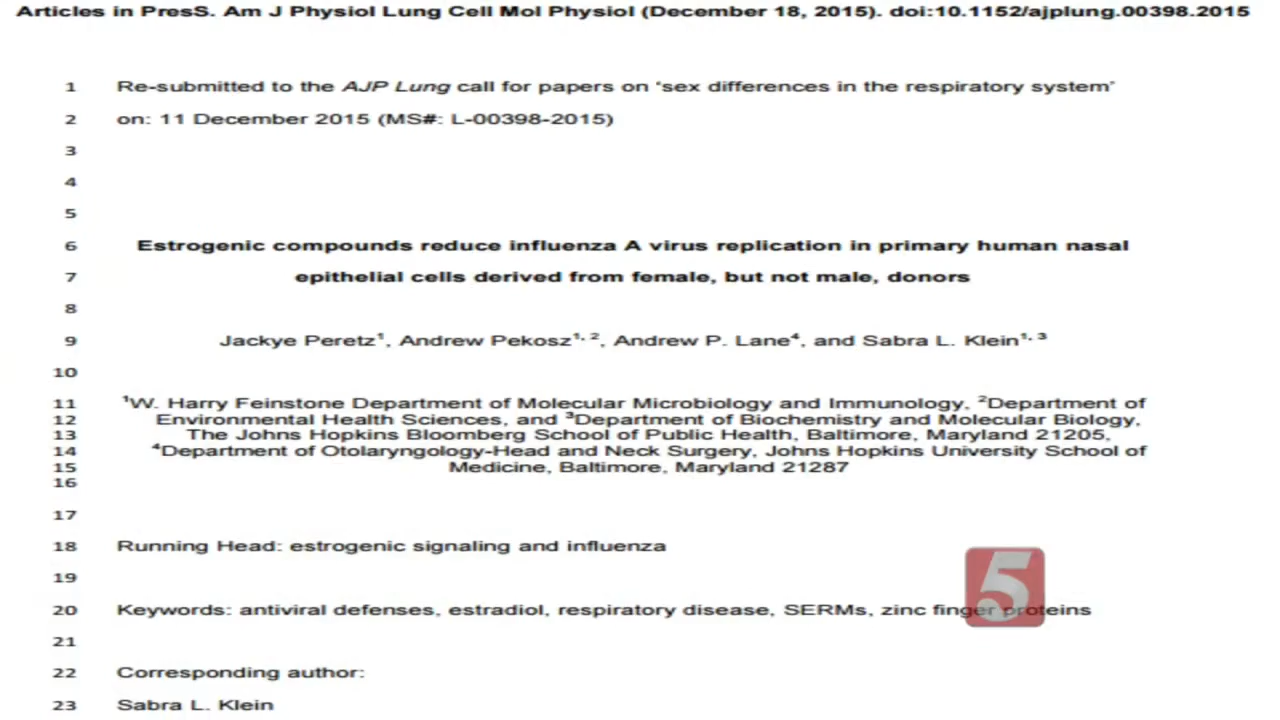 Articles in PresS. Am J Physiol Lung Cell Mol Physiol (December 18, 2015). doi:10.1152/ajplung.00398.2015
1 Re-submitted to the AJP Lung call for papers on 'sex differences in the respiratory system'
2 on: 11 December 2015 (MS#: L-00398-2015)
3
4
5
6 Estrogenic compounds reduce influenza A virus replication in primary human nasal
7 epithelial cells derived from female, but not male, donors
8
9 Jackye Peretz1, Andrew Pekosz1, 2, Andrew P. Lane4, and Sabra L. Klein1, 3
10
11 1W. Harry Feinstone Department of Molecular Microbiology and Immunology, 2Department of
12 Environmental Health Sciences, and 3Department of Biochemistry and Molecular Biology,
13 The Johns Hopkins Bloomberg School of Public Health, Baltimore, Maryland 21205,
14 4Department of Otolaryngology-Head and Neck Surgery, Johns Hopkins University School of
15 Medicine, Baltimore, Maryland 21287
16
17
18 Running Head: estrogenic signaling and influenza
19
20 Keywords: antiviral defenses, estradiol, respiratory disease, SERMs, zinc finger proteins
21
22 Corresponding author:
23 Sabra L. Klein
5